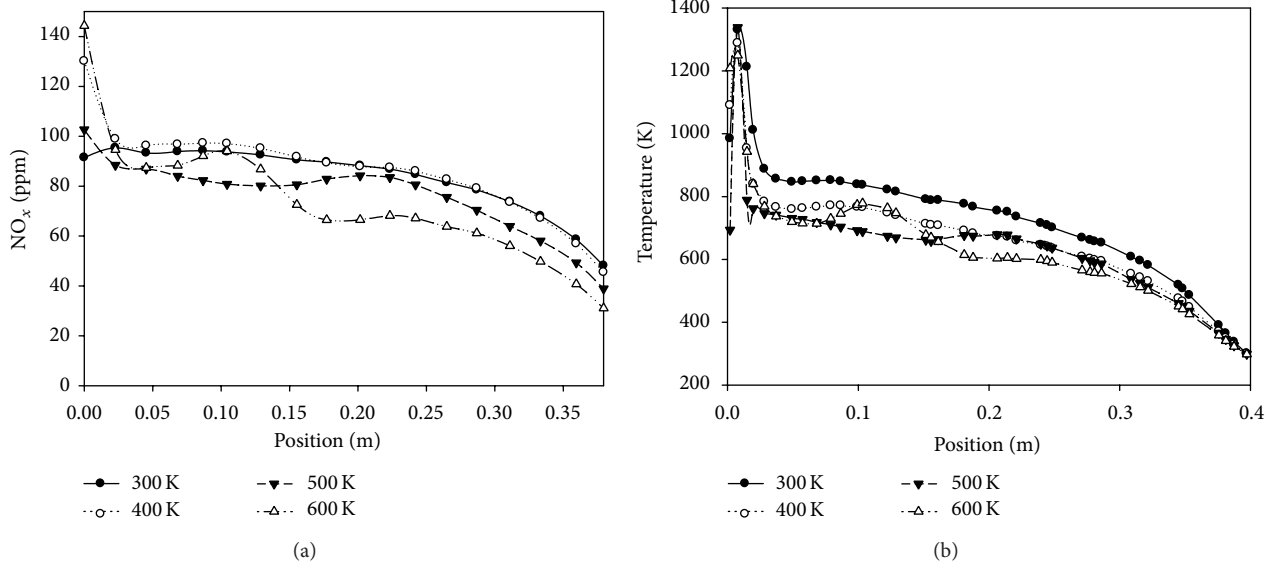 140
120
100
80
60
40
20
0
NOx (ppm)
0.00 0.05 0.10 0.15 0.20 0.25 0.30 0.35
Position (m)
300 K 500 K
400 K 600 K
(a)
1400
1200
1000
800
600
400
200
Temperature (K)
0.0 0.1 0.2 0.3 0.4
Position (m)
300 K 500 K
400 K 600 K
(b)